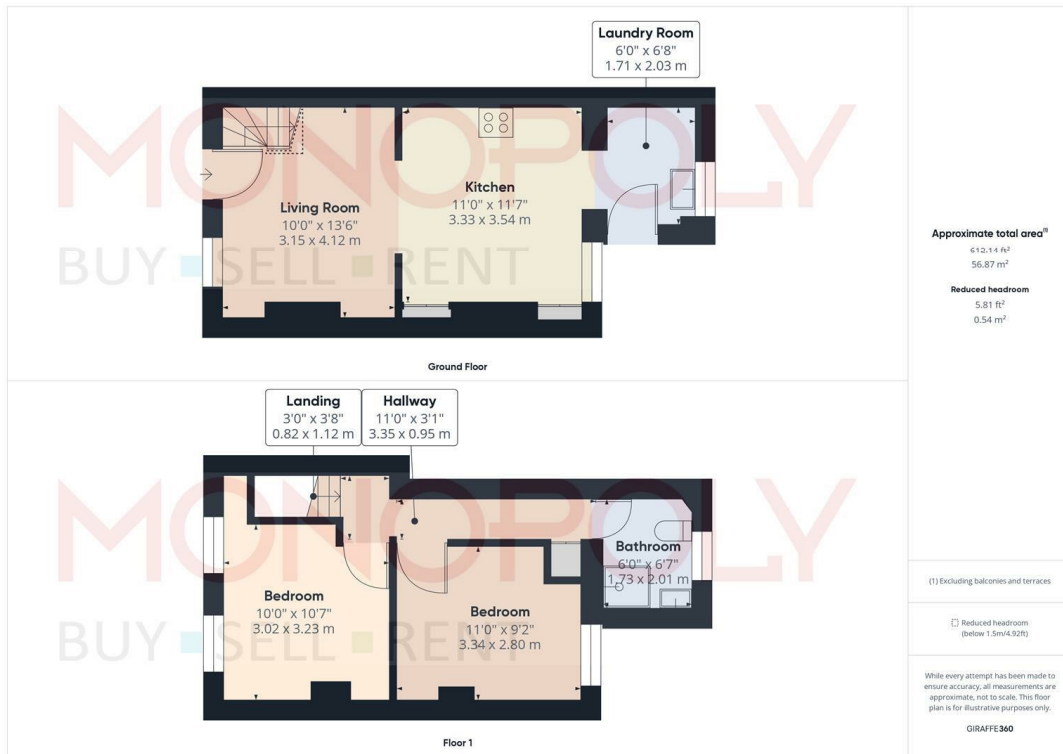 MONOPOLY
BUY SELL RENT
Laundry Room
6'0" x 6'8"
1.71 x 2.03 m
Kitchen
11'0" x 11'7"
3.33 x 3.54 m
Living Room
10'0" x 13'6"
3.15 x 4.12 m
Ground Floor
MONOPOLY
BUY SELL RENT
Landing
3'0" x 3'8"
0.82 x 1.12 m
Hallway
11'0" x 3'1"
3.35 x 0.95 m
Bathroom
6'0" x 6'7"
1.73 x 2.01 m
Bedroom
10'0" x 10'7"
3.02 x 3.23 m
Bedroom
11'0" x 9'2"
3.34 x 2.80 m
Floor 1
Approximate total area⁽¹⁾
612.14 ft²
56.87 m²
Reduced headroom
5.81 ft²
0.54 m²
(1) Excluding balconies and terraces
Reduced headroom
(below 1.5m/4.92ft)
While every attempt has been made to
ensure accuracy, all measurements are
approximate, not to scale. This floor
plan is for illustrative purposes only.
GIRAFFE360